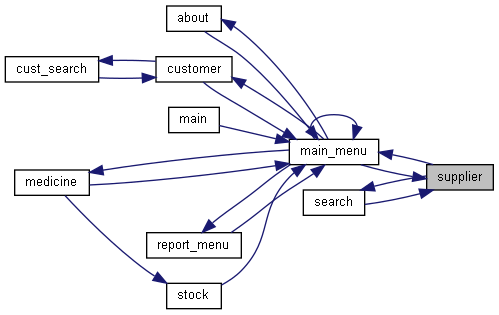 about
cust_search
customer
main
main_menu
supplier
medicine
search
report_menu
stock